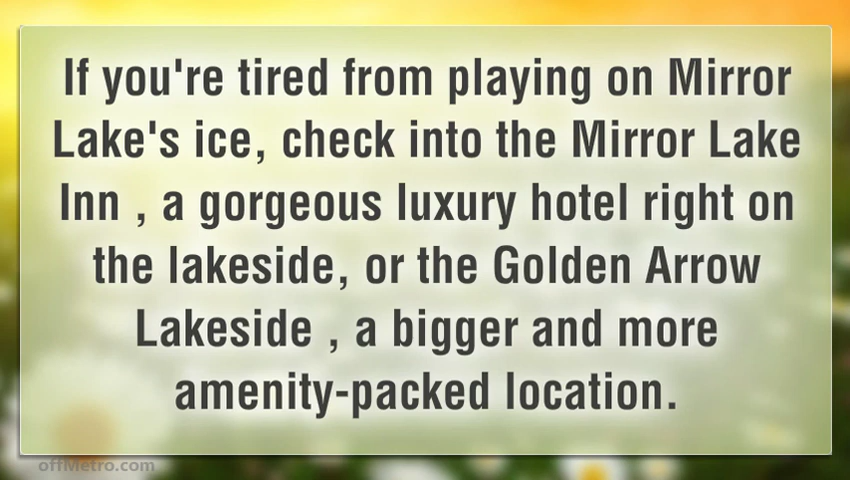 If you're tired from playing on Mirror
Lake's ice, check into the Mirror Lake
Inn , a gorgeous luxury hotel right on
the lakeside, or the Golden Arrow
Lakeside , a bigger and more
amenity-packed location.
offMetro.com